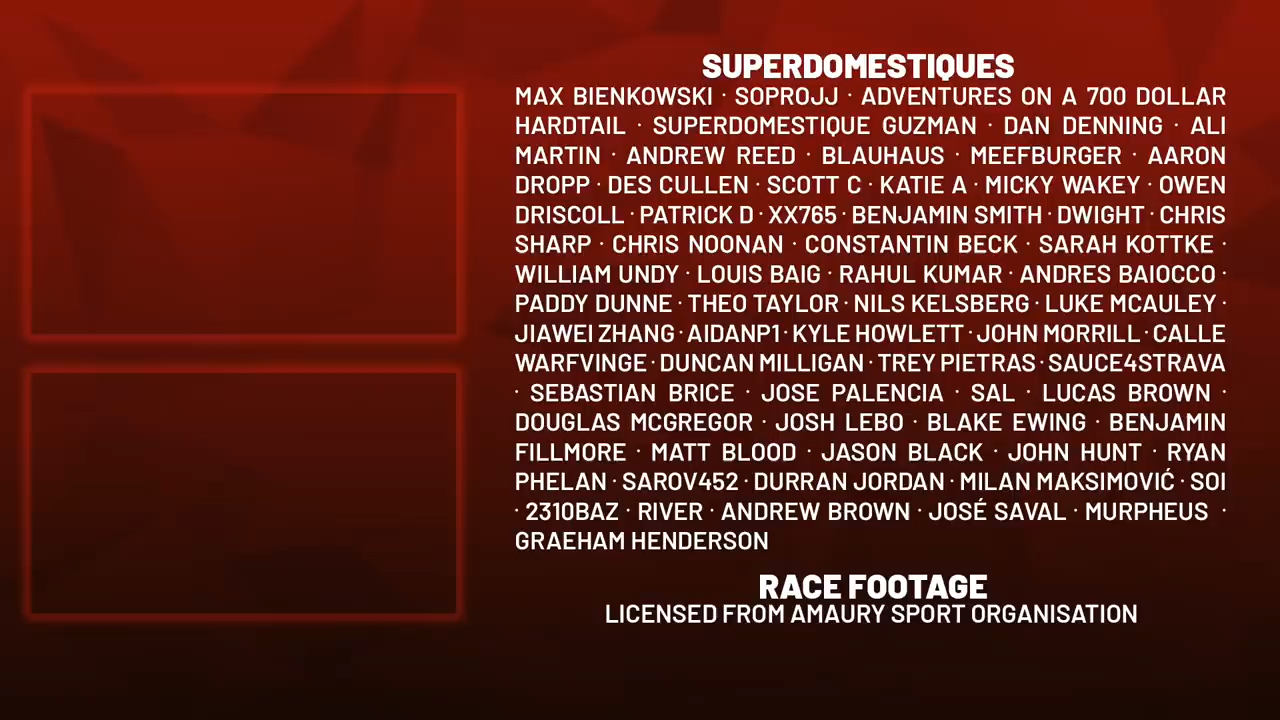 SUPERDOMESTIQUES
MAX BIENKOWSKI · SOPROJJ · ADVENTURES ON A 700 DOLLAR
HARDTAIL · SUPERDOMESTIQUE GUZMAN · DAN DENNING · ALI
MARTIN · ANDREW REED · BLAUHAUS · MEEFBURGER · AARON
DROPP · DES CULLEN · SCOTT C · KATIE A · MICKY WAKEY · OWEN
DRISCOLL · PATRICK D · XX765 · BENJAMIN SMITH · DWIGHT · CHRIS
SHARP · CHRIS NOONAN · CONSTANTIN BECK · SARAH KOTTKE ·
WILLIAM UNDY · LOUIS BAIG · RAHUL KUMAR · ANDRES BAIOCCO ·
PADDY DUNNE · THEO TAYLOR · NILS KELSBERG · LUKE MCAULEY ·
JIAWEI ZHANG · AIDANP1 · KYLE HOWLETT · JOHN MORRILL · CALLE
WARFVINGE · DUNCAN MILLIGAN · TREY PIETRAS · SAUCE4STRAVA
· SEBASTIAN BRICE · JOSE PALENCIA · SAL · LUCAS BROWN ·
DOUGLAS MCGREGOR · JOSH LEBO · BLAKE EWING · BENJAMIN
FILLMORE · MATT BLOOD · JASON BLACK · JOHN HUNT · RYAN
PHELAN · SAROV452 · DURRAN JORDAN · MILAN MAKSIMOVIĆ · SOI
· 2310BAZ · RIVER · ANDREW BROWN · JOSÉ SAVAL · MURPHEUS ·
GRAEHAM HENDERSON
RACE FOOTAGE
LICENSED FROM AMAURY SPORT ORGANISATION